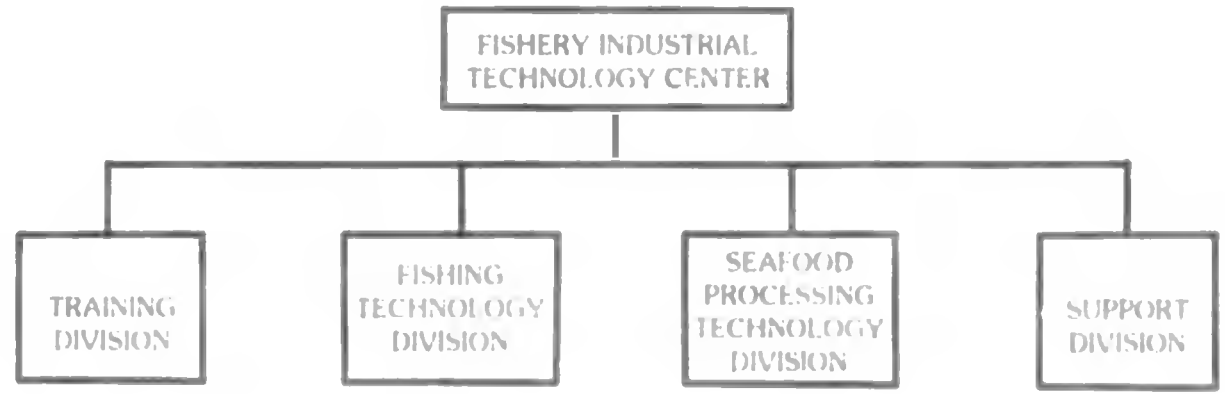 FISHERY INDUSTRIAL
TECHNOLOGY CENTER
TRAINING
DIVISION
FISHING
TECHNOLOGY
DIVISION
SEAFOOD
PROCESSING
TECHNOLOGY
DIVISION
SUPPORT
DIVISION